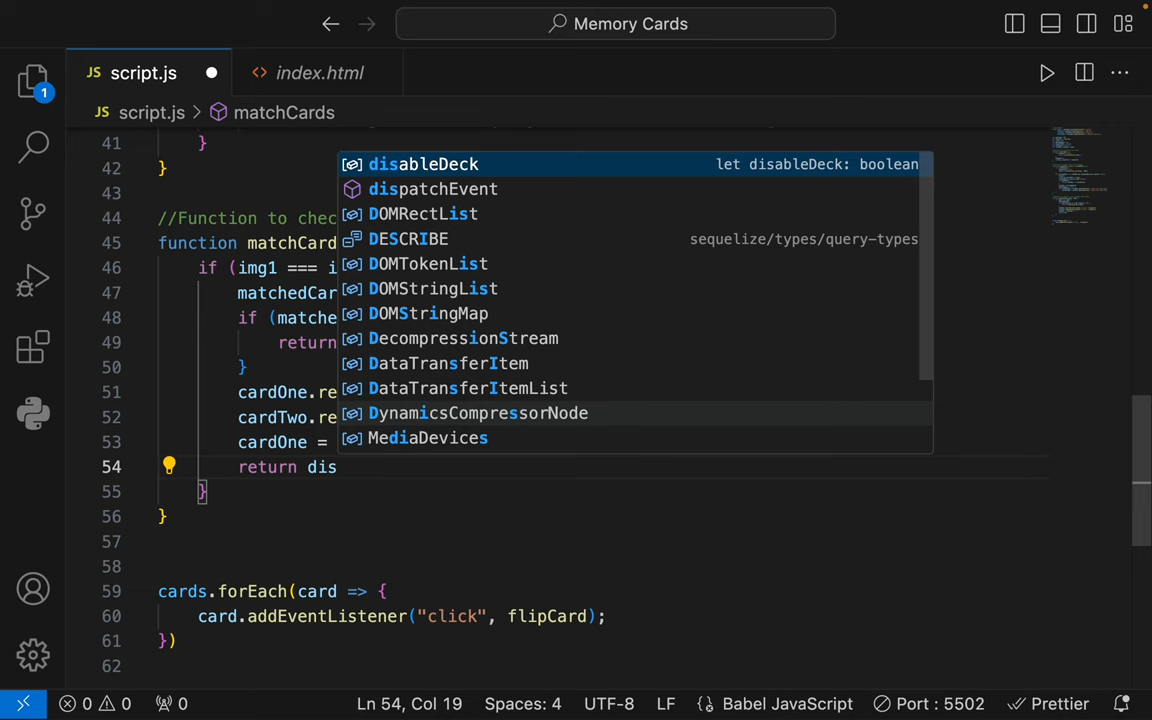 Memory Cards
JS script.js index.html
JS script.js > matchCards
1
41 }
42 }
43
44 //Function to chec
45 function matchCard
46 if (img1 === i
47 matchedCar
48 if (matche
49 return
50 }
51 cardOne.re
52 cardTwo.re
53 cardOne =
54 return dis
55 }
56 }
57
58
59 cards.forEach(card => {
60 card.addEventListener("click", flipCard);
61 })
62
disableDeck let disableDeck: boolean
dispatchEvent
DOMRectList
DESCRIBE sequelize/types/query-types
DOMTokenList
DOMStringList
DOMStringMap
DecompressionStream
DataTransferItem
DataTransferItemList
DynamicsCompressorNode
MediaDevices
0 0 0 Ln 54, Col 19 Spaces: 4 UTF-8 LF Babel JavaScript Port : 5502 Prettier